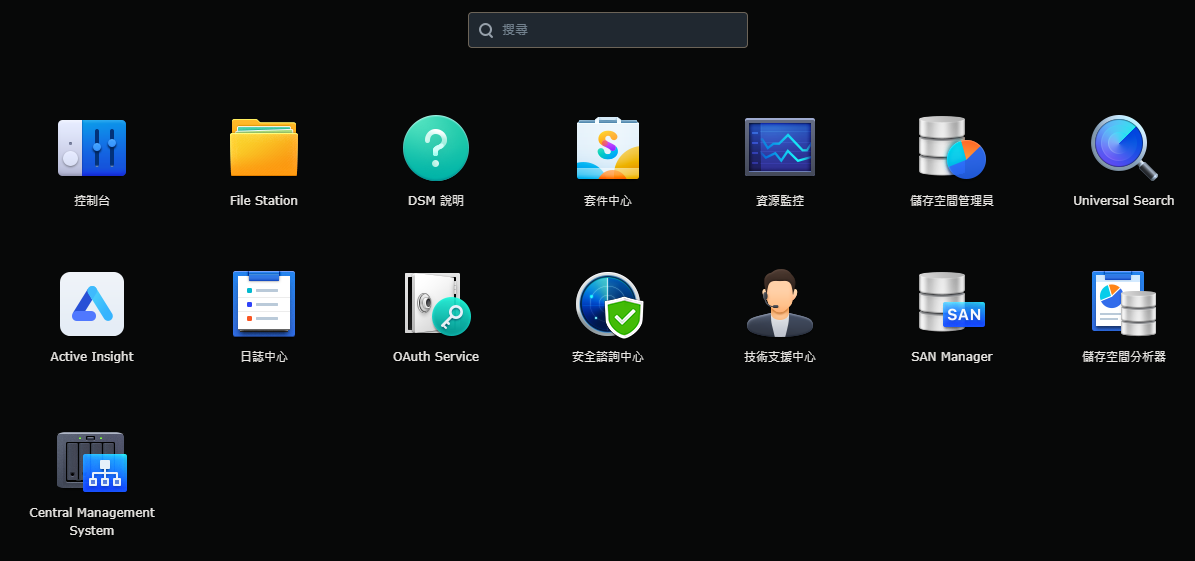 搜尋
控制台
File Station
DSM 說明
套件中心
資源監控
儲存空間管理員
Universal Search
Active Insight
日誌中心
OAuth Service
安全諮詢中心
技術支援中心
SAN
SAN Manager
儲存空間分析器
Central Management
System